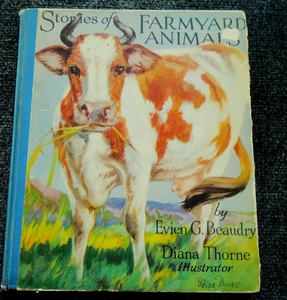 Stories of FARMYARD
ANIMALS
by
Evien G. Beaudry
Diana Thorne
Illustrator